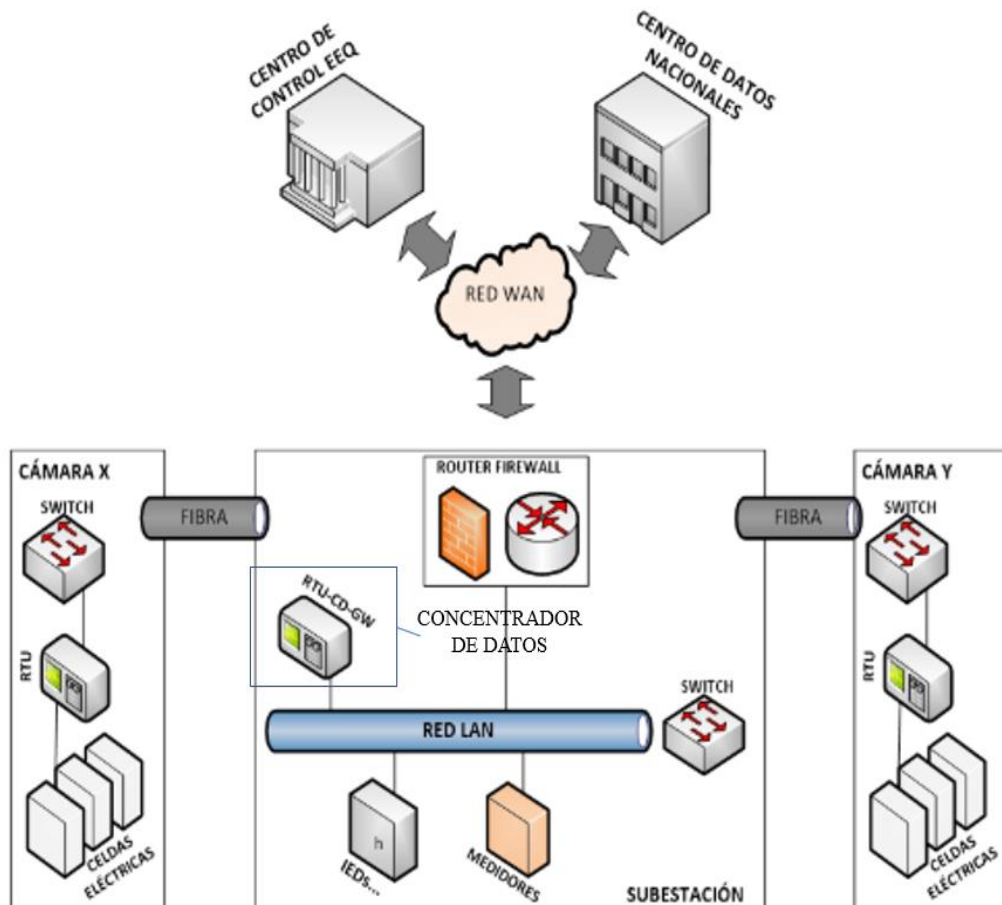 CENTRO DE
CONTROL EEQ
CENTRO DE DATOS
NACIONALES
RED WAN
CÁMARA X
SWITCH
FIBRA
RTU
CELDAS
ELÉCTRICAS
ROUTER FIREWALL
RTU-CD-GW
CONCENTRADOR
DE DATOS
SWITCH
RED LAN
h
IEDs...
MEDIDORES
SUBESTACIÓN
FIBRA
CÁMARA Y
SWITCH
RTU
CELDAS
ELÉCTRICAS